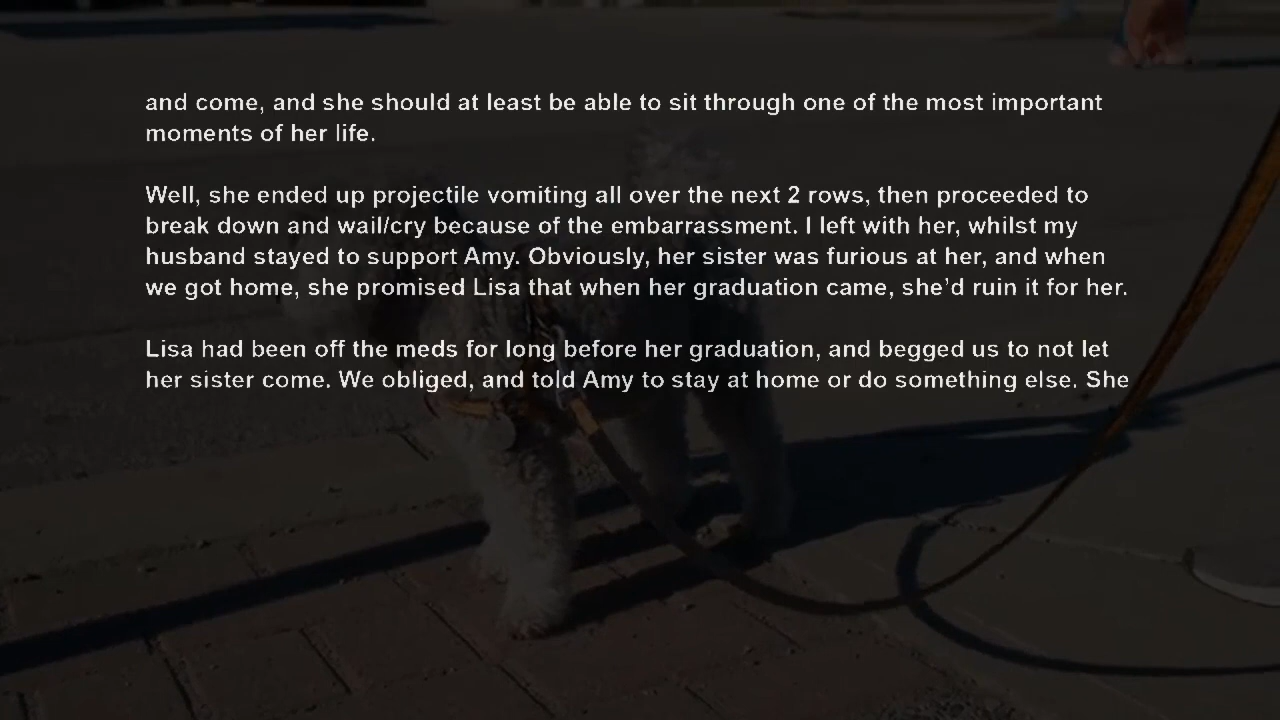 and come, and she should at least be able to sit through one of the most important
moments of her life.
Well, she ended up projectile vomiting all over the next 2 rows, then proceeded to
break down and wail/cry because of the embarrassment. I left with her, whilst my
husband stayed to support Amy. Obviously, her sister was furious at her, and when
we got home, she promised Lisa that when her graduation came, she’d ruin it for her.
Lisa had been off the meds for long before her graduation, and begged us to not let
her sister come. We obliged, and told Amy to stay at home or do something else. She